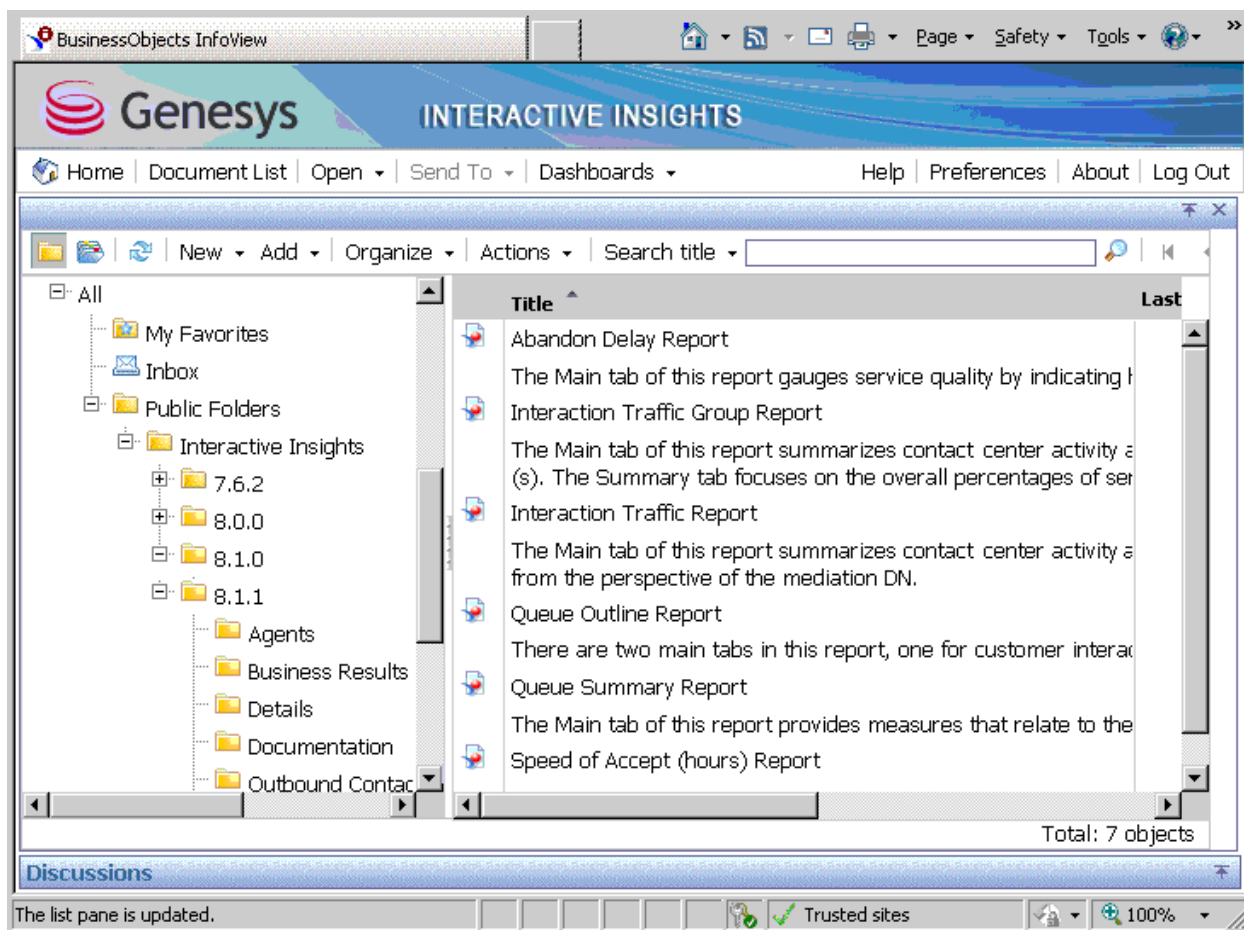 BusinessObjects InfoView
Page Safety Tools »
Genesys INTERACTIVE INSIGHTS
Home Document List Open Send To Dashboards Help Preferences About Log Out
New Add Organize Actions Search title
All
My Favorites
Inbox
Public Folders
Interactive Insights
7.6.2
8.0.0
8.1.0
8.1.1
Agents
Business Results
Details
Documentation
Outbound Contac
Title Last
Abandon Delay Report
The Main tab of this report gauges service quality by indicating
Interaction Traffic Group Report
The Main tab of this report summarizes contact center activity a
(s). The Summary tab focuses on the overall percentages of ser
Interaction Traffic Report
The Main tab of this report summarizes contact center activity a
from the perspective of the mediation DN.
Queue Outline Report
There are two main tabs in this report, one for customer interac
Queue Summary Report
The Main tab of this report provides measures that relate to the
Speed of Accept (hours) Report
Total: 7 objects
Discussions
The list pane is updated. Trusted sites 100%